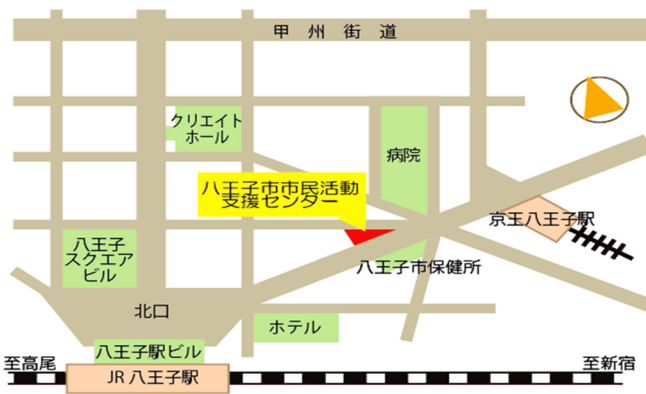 甲州街道
クリエイト
ホール
病院
八王子市市民活動
支援センター
京王八王子駅
八王子
スクエア
ビル
八王子市保健所
北口
ホテル
八王子駅ビル
至高尾
至新宿
JR八王子駅